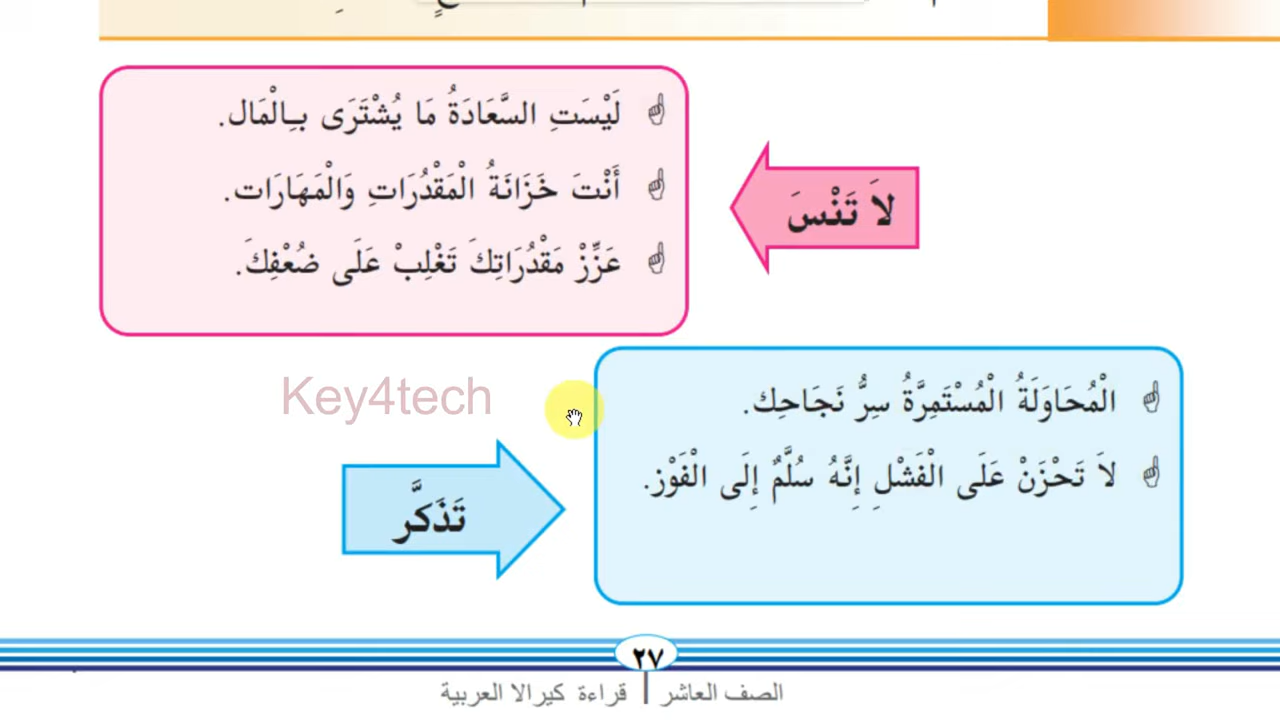 لَيْسَتِ السَّعَادَةُ مَا يُشْتَرَى بِالْمَال.
أَنْتَ خَزَانَةُ الْمَقْدُرَاتِ وَالْمَهَارَات.
عَزِّزْ مَقْدُرَاتِكَ تَغْلِبْ عَلَى ضُعْفِكَ.
لاَ تَنْسَ
الْمُحَاوَلَةُ الْمُسْتَمِرَّةُ سِرُّ نَجَاحِك.
لاَ تَحْزَنْ عَلَى الْفَشْلِ إِنَّهُ سُلَّمٌ إِلَى الْفَوْز.
تَذَكَّر
Key4tech
٢٧
الصف العاشر | قراءة كيرالا العربية